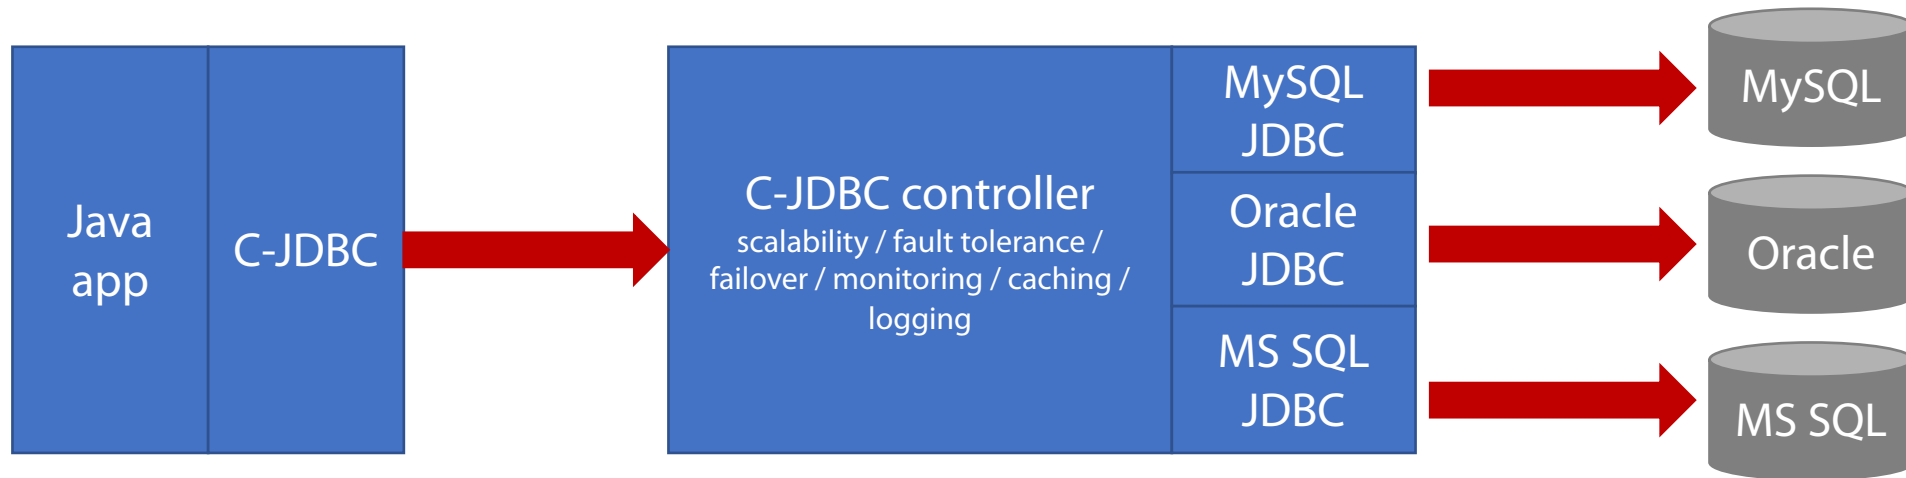 Java
app
C-JDBC
C-JDBC controller
scalability / fault tolerance /
failover / monitoring / caching /
logging
MySQL
JDBC
Oracle
JDBC
MS SQL
JDBC
MySQL
Oracle
MS SQL